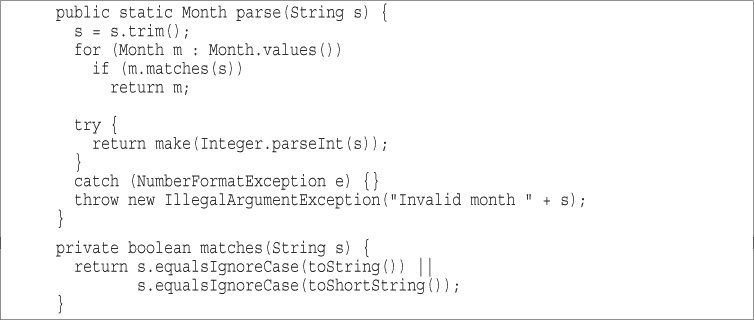 public static Month parse(String s) {
  s = s.trim();
  for (Month m : Month.values())
    if (m.matches(s))
      return m;

  try {
    return make(Integer.parseInt(s));
  }
  catch (NumberFormatException e) {}
  throw new IllegalArgumentException("Invalid month " + s);
}
private boolean matches(String s) {
  return s.equalsIgnoreCase(toString()) ||
         s.equalsIgnoreCase(toShortString());
}